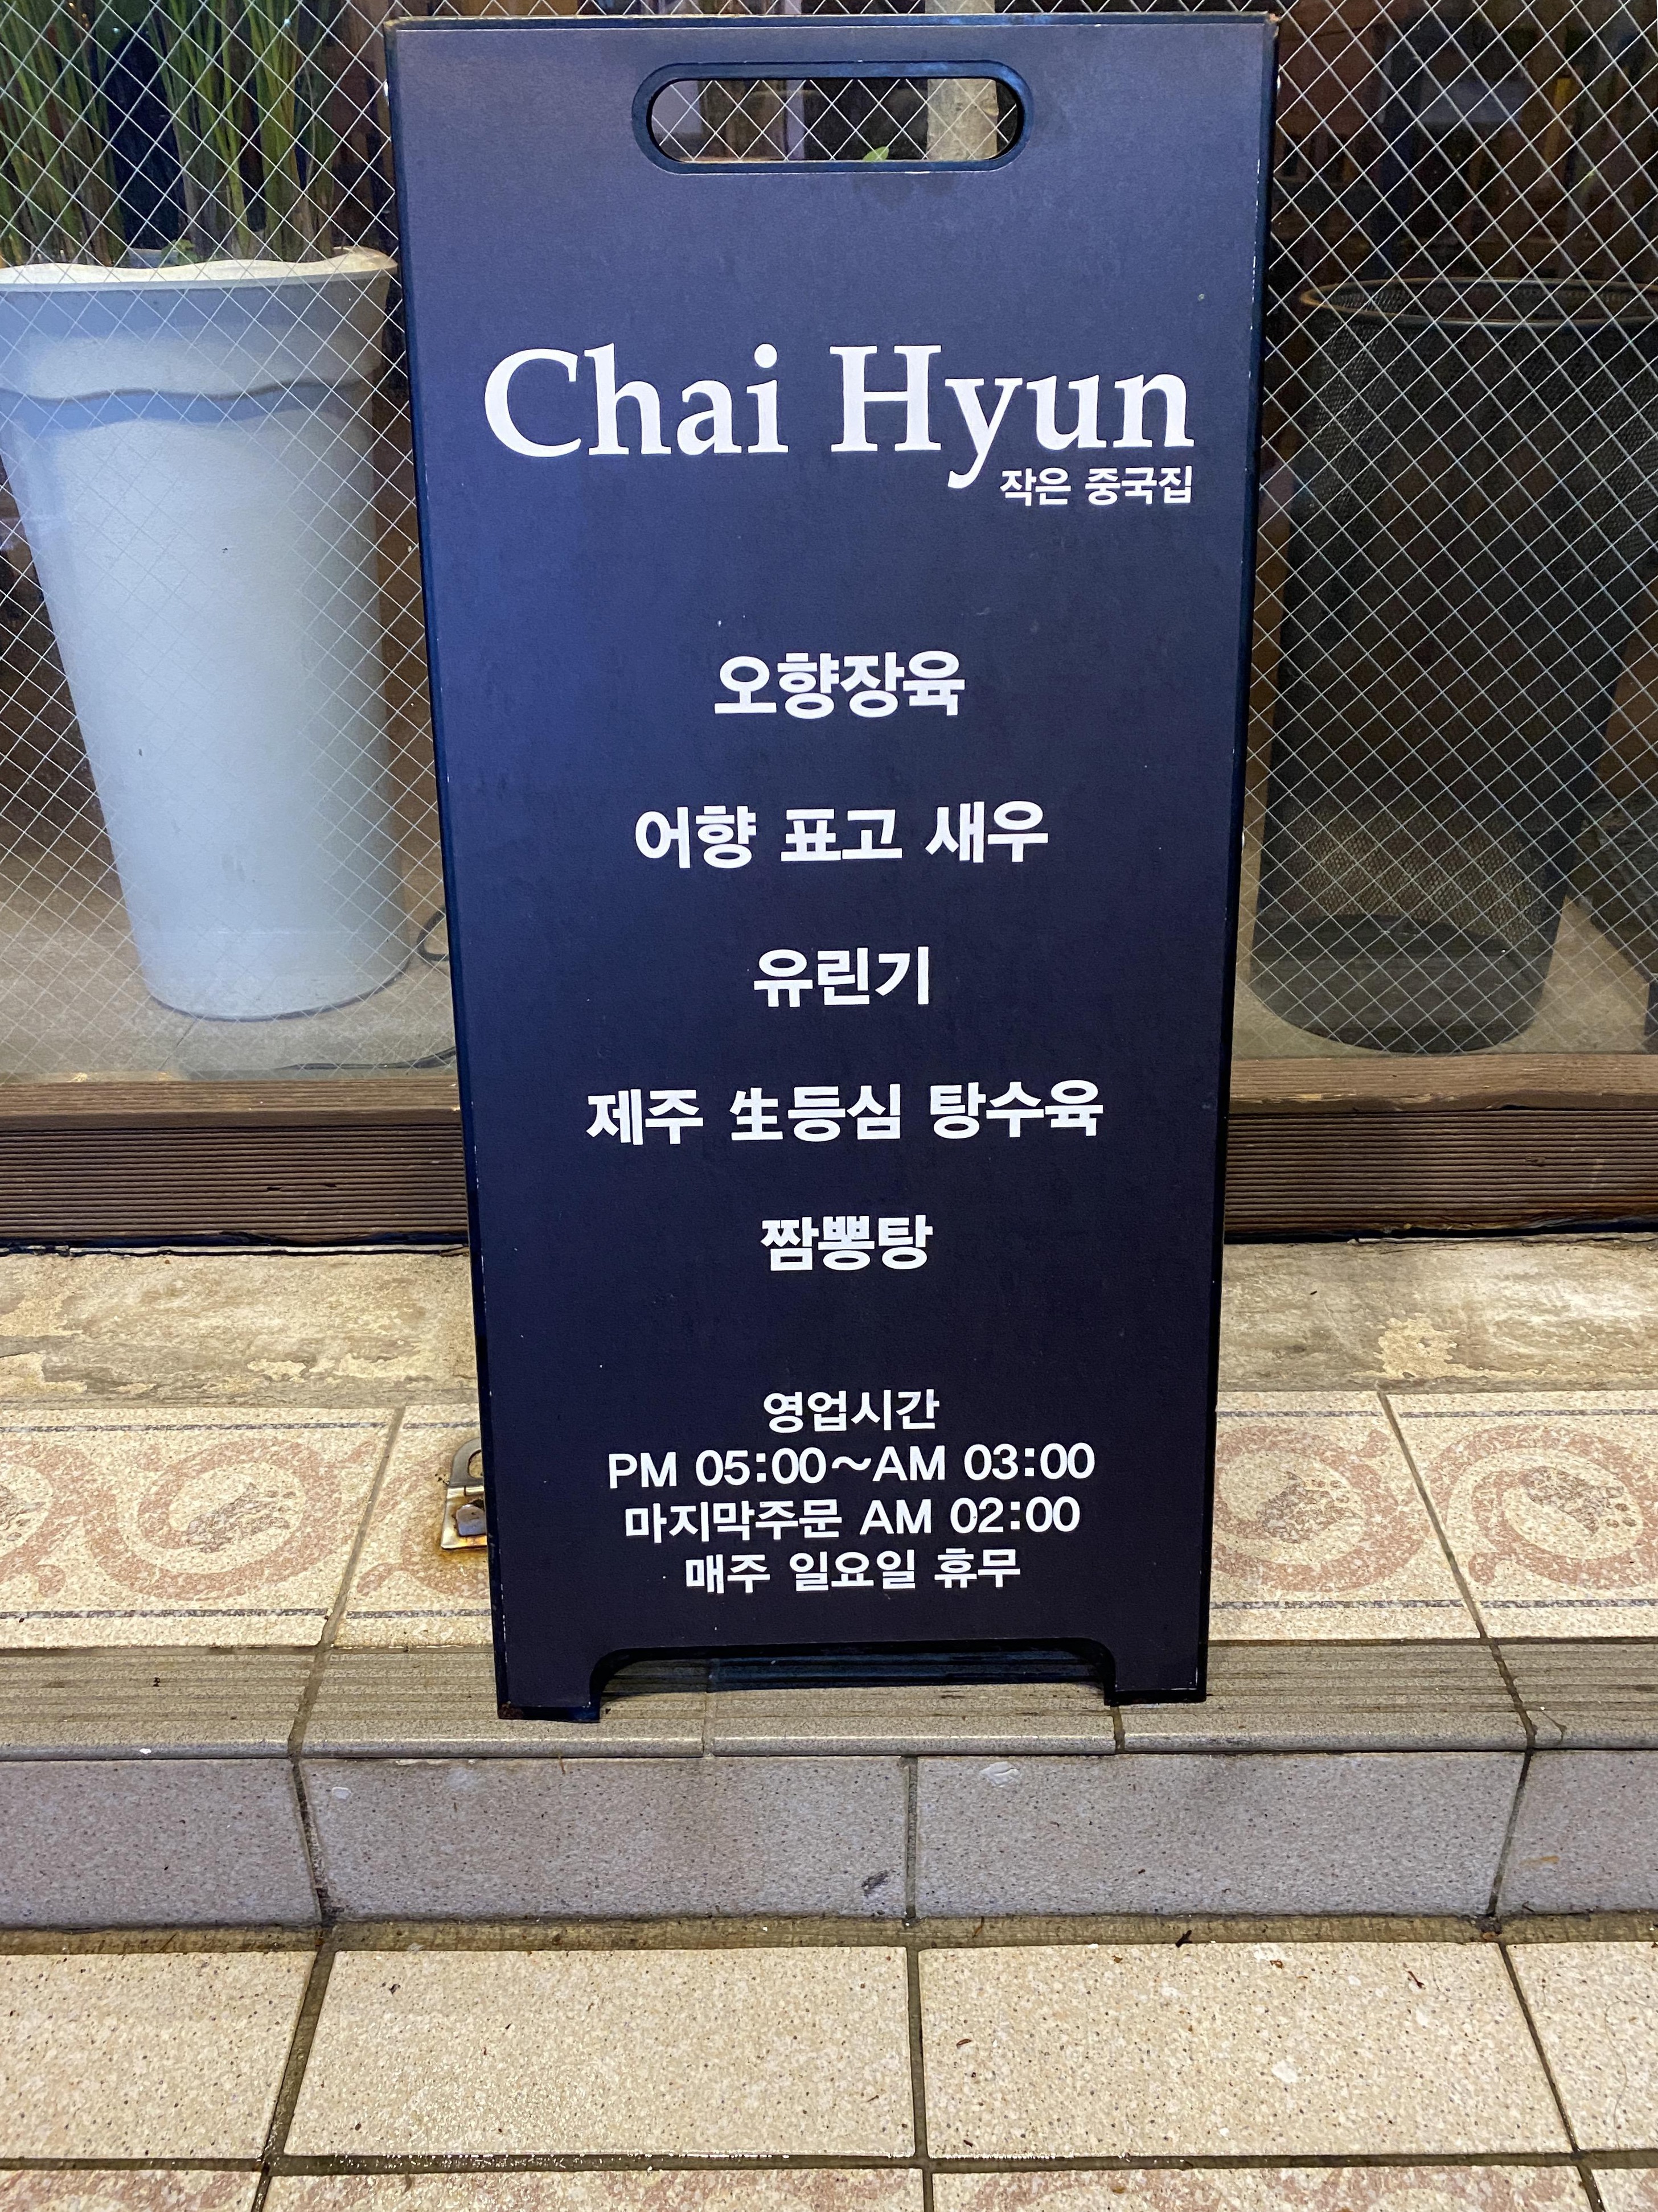 Chai Hyun
작은 중국집
오향장육
어향 표고 새우
유린기
제주 生등심 탕수육
짬뽕탕
영업시간
PM 05:00~AM 03:00
마지막주문 AM 02:00
매주 일요일 휴무